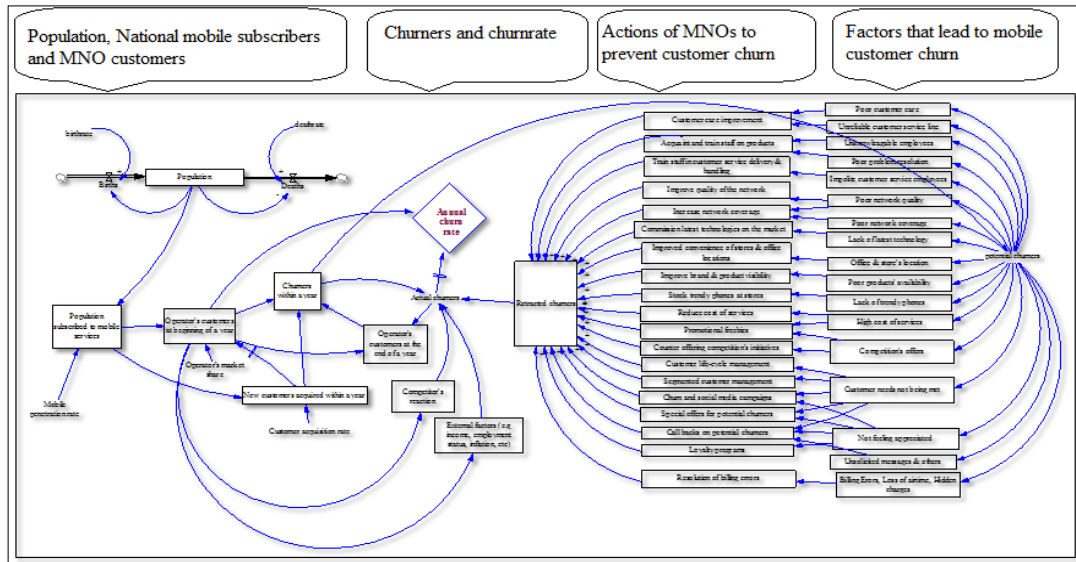 Population, National mobile subscribers
and MNO customers
Churners and churnrate
Actions of MNOs to
prevent customer churn
Factors that lead to mobile
customer churn
birthrate
deathrate
Births
Population
Deaths
Annual
churn
rate
Churners
within a year
Actual churners
Population
subscribed to mobile
services
Operator's customers
at beginning of a year
Operator's
customers at the
end of a year
Operator's market
share
New customers acquired within a year
Mobile
penetration rate
Customer acquisition rate
Competitor's
reaction
External factors (e.g
income, employment
status, inflation, etc)
Retracted churners
Customer care improvement
Acquaint and train staff on products
Train staff in customer service delivery &
handling
Improve quality of the network
Increase network coverage
Commission latest technologies on the market
Improved convenience of stores & office
locations
Improve brand & product visibility
Stock trendy phones at stores
Reduce cost of services
Promotional freebies
Counter offering competition's initiatives
Customer life-cycle management
Segmented customer management
Churn and social media campaigns
Special offers for potential churners
Call backs on potential churners
Loyalty programs
Resolution of billing errors
Poor customer care
Unreliable customer service line
Unknowledgeable employees
Poor problem resolution
Impolite customer service employees
Poor network quality
Poor network coverage
Lack of latest technology
Office & store's location
Poor products' availability
Lack of trendy phones
High cost of services
Competition's offers
Customer needs not being met
Not feeling appreciated
Unsolicited messages & others
Billing Errors, Loss of airtime, Hidden
charges
potential churners